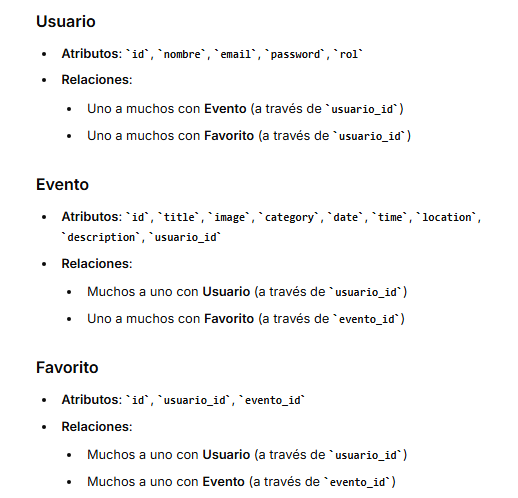 Usuario
• Atributos: `id`, `nombre`, `email`, `password`, `rol`
• Relaciones:
• Uno a muchos con Evento (a través de `usuario_id`)
• Uno a muchos con Favorito (a través de `usuario_id`)
Evento
• Atributos: `id`, `title`, `image`, `category`, `date`, `time`, `location`,
`description`, `usuario_id`
• Relaciones:
• Muchos a uno con Usuario (a través de `usuario_id`)
• Uno a muchos con Favorito (a través de `evento_id`)
Favorito
• Atributos: `id`, `usuario_id`, `evento_id`
• Relaciones:
• Muchos a uno con Usuario (a través de `usuario_id`)
• Muchos a uno con Evento (a través de `evento_id`)